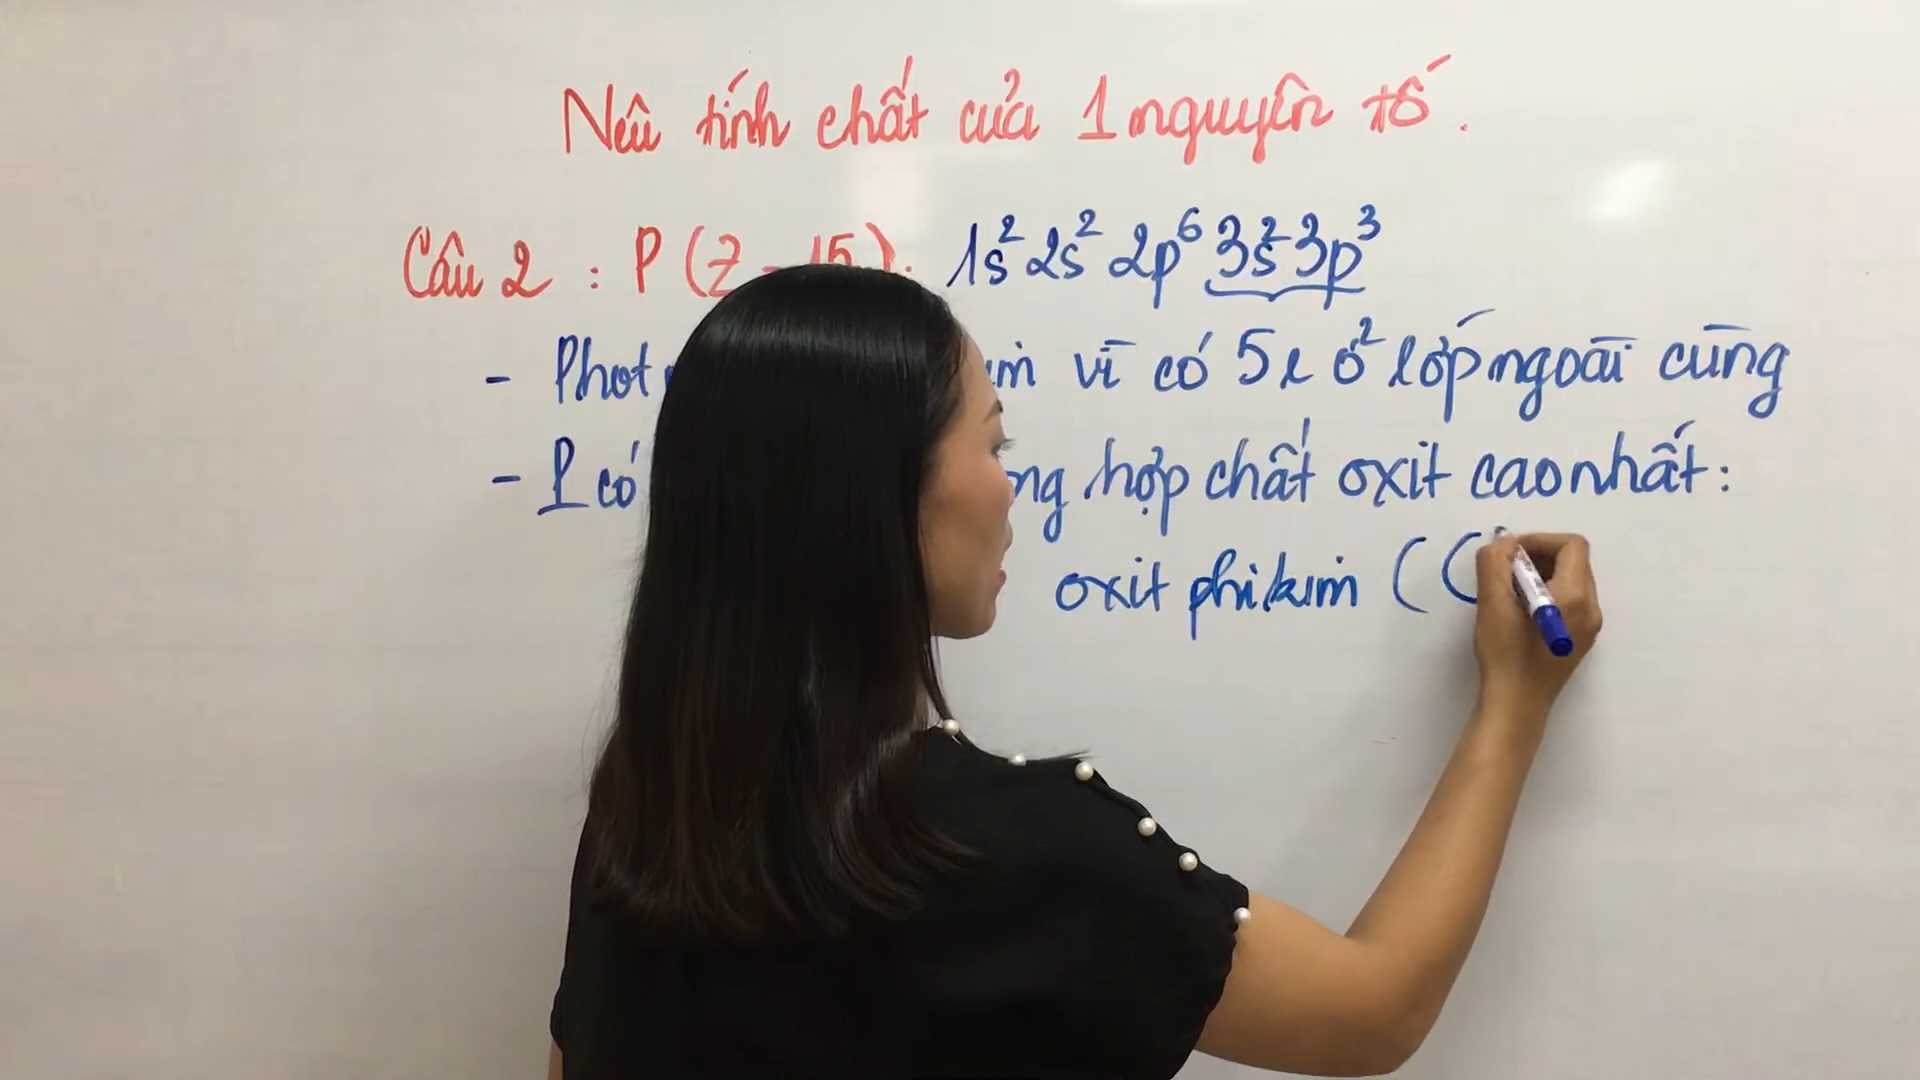 Nêu tính chất của 1 nguyên tố.
Câu 2 : P (Z = 15): 1s² 2s² 2p⁶ 3s² 3p³
- Phot vì có 5e ở lớp ngoài cùng
- P có hợp chất oxit cao nhất:
oxit phi kim ( (